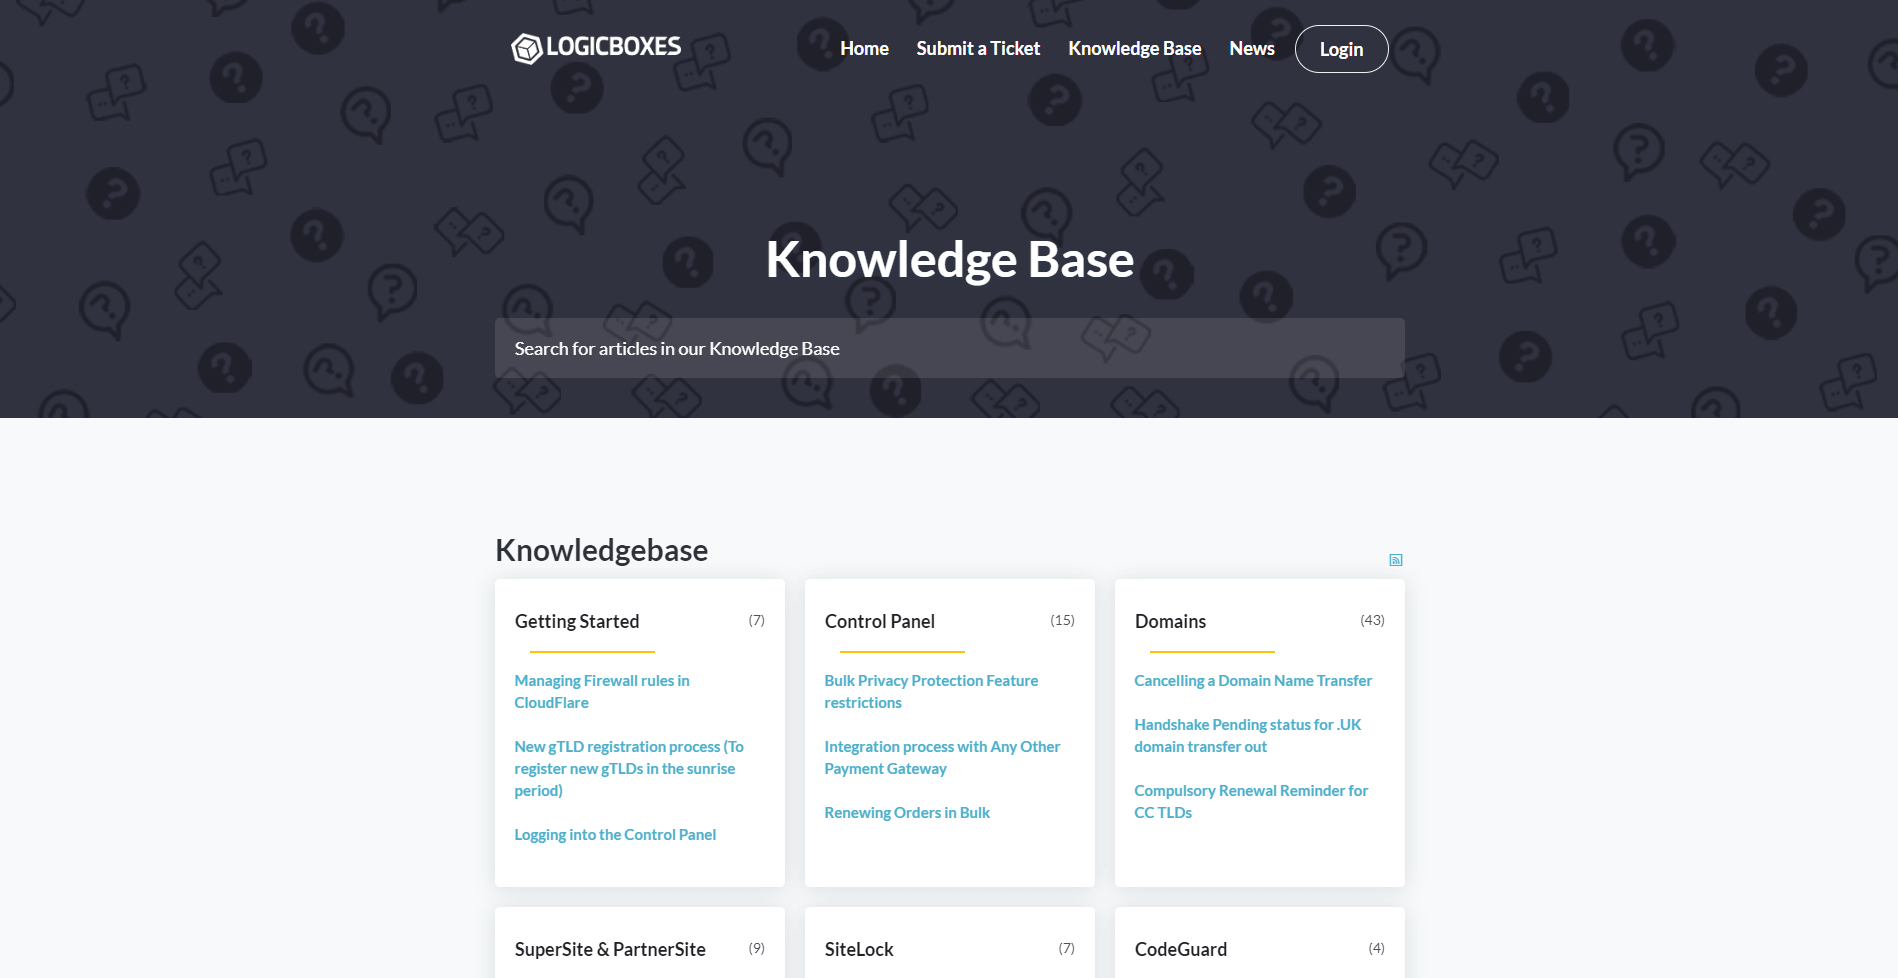 LOGICBOXES
Home Submit a Ticket Knowledge Base News Login
Knowledge Base
Search for articles in our Knowledge Base
Knowledgebase
Getting Started (7)
Managing Firewall rules in
CloudFlare
New gTLD registration process (To
register new gTLDs in the sunrise
period)
Logging into the Control Panel
Control Panel (15)
Bulk Privacy Protection Feature
restrictions
Integration process with Any Other
Payment Gateway
Renewing Orders in Bulk
Domains (43)
Cancelling a Domain Name Transfer
Handshake Pending status for .UK
domain transfer out
Compulsory Renewal Reminder for
CC TLDs
SuperSite & PartnerSite (9)
SiteLock (7)
CodeGuard (4)